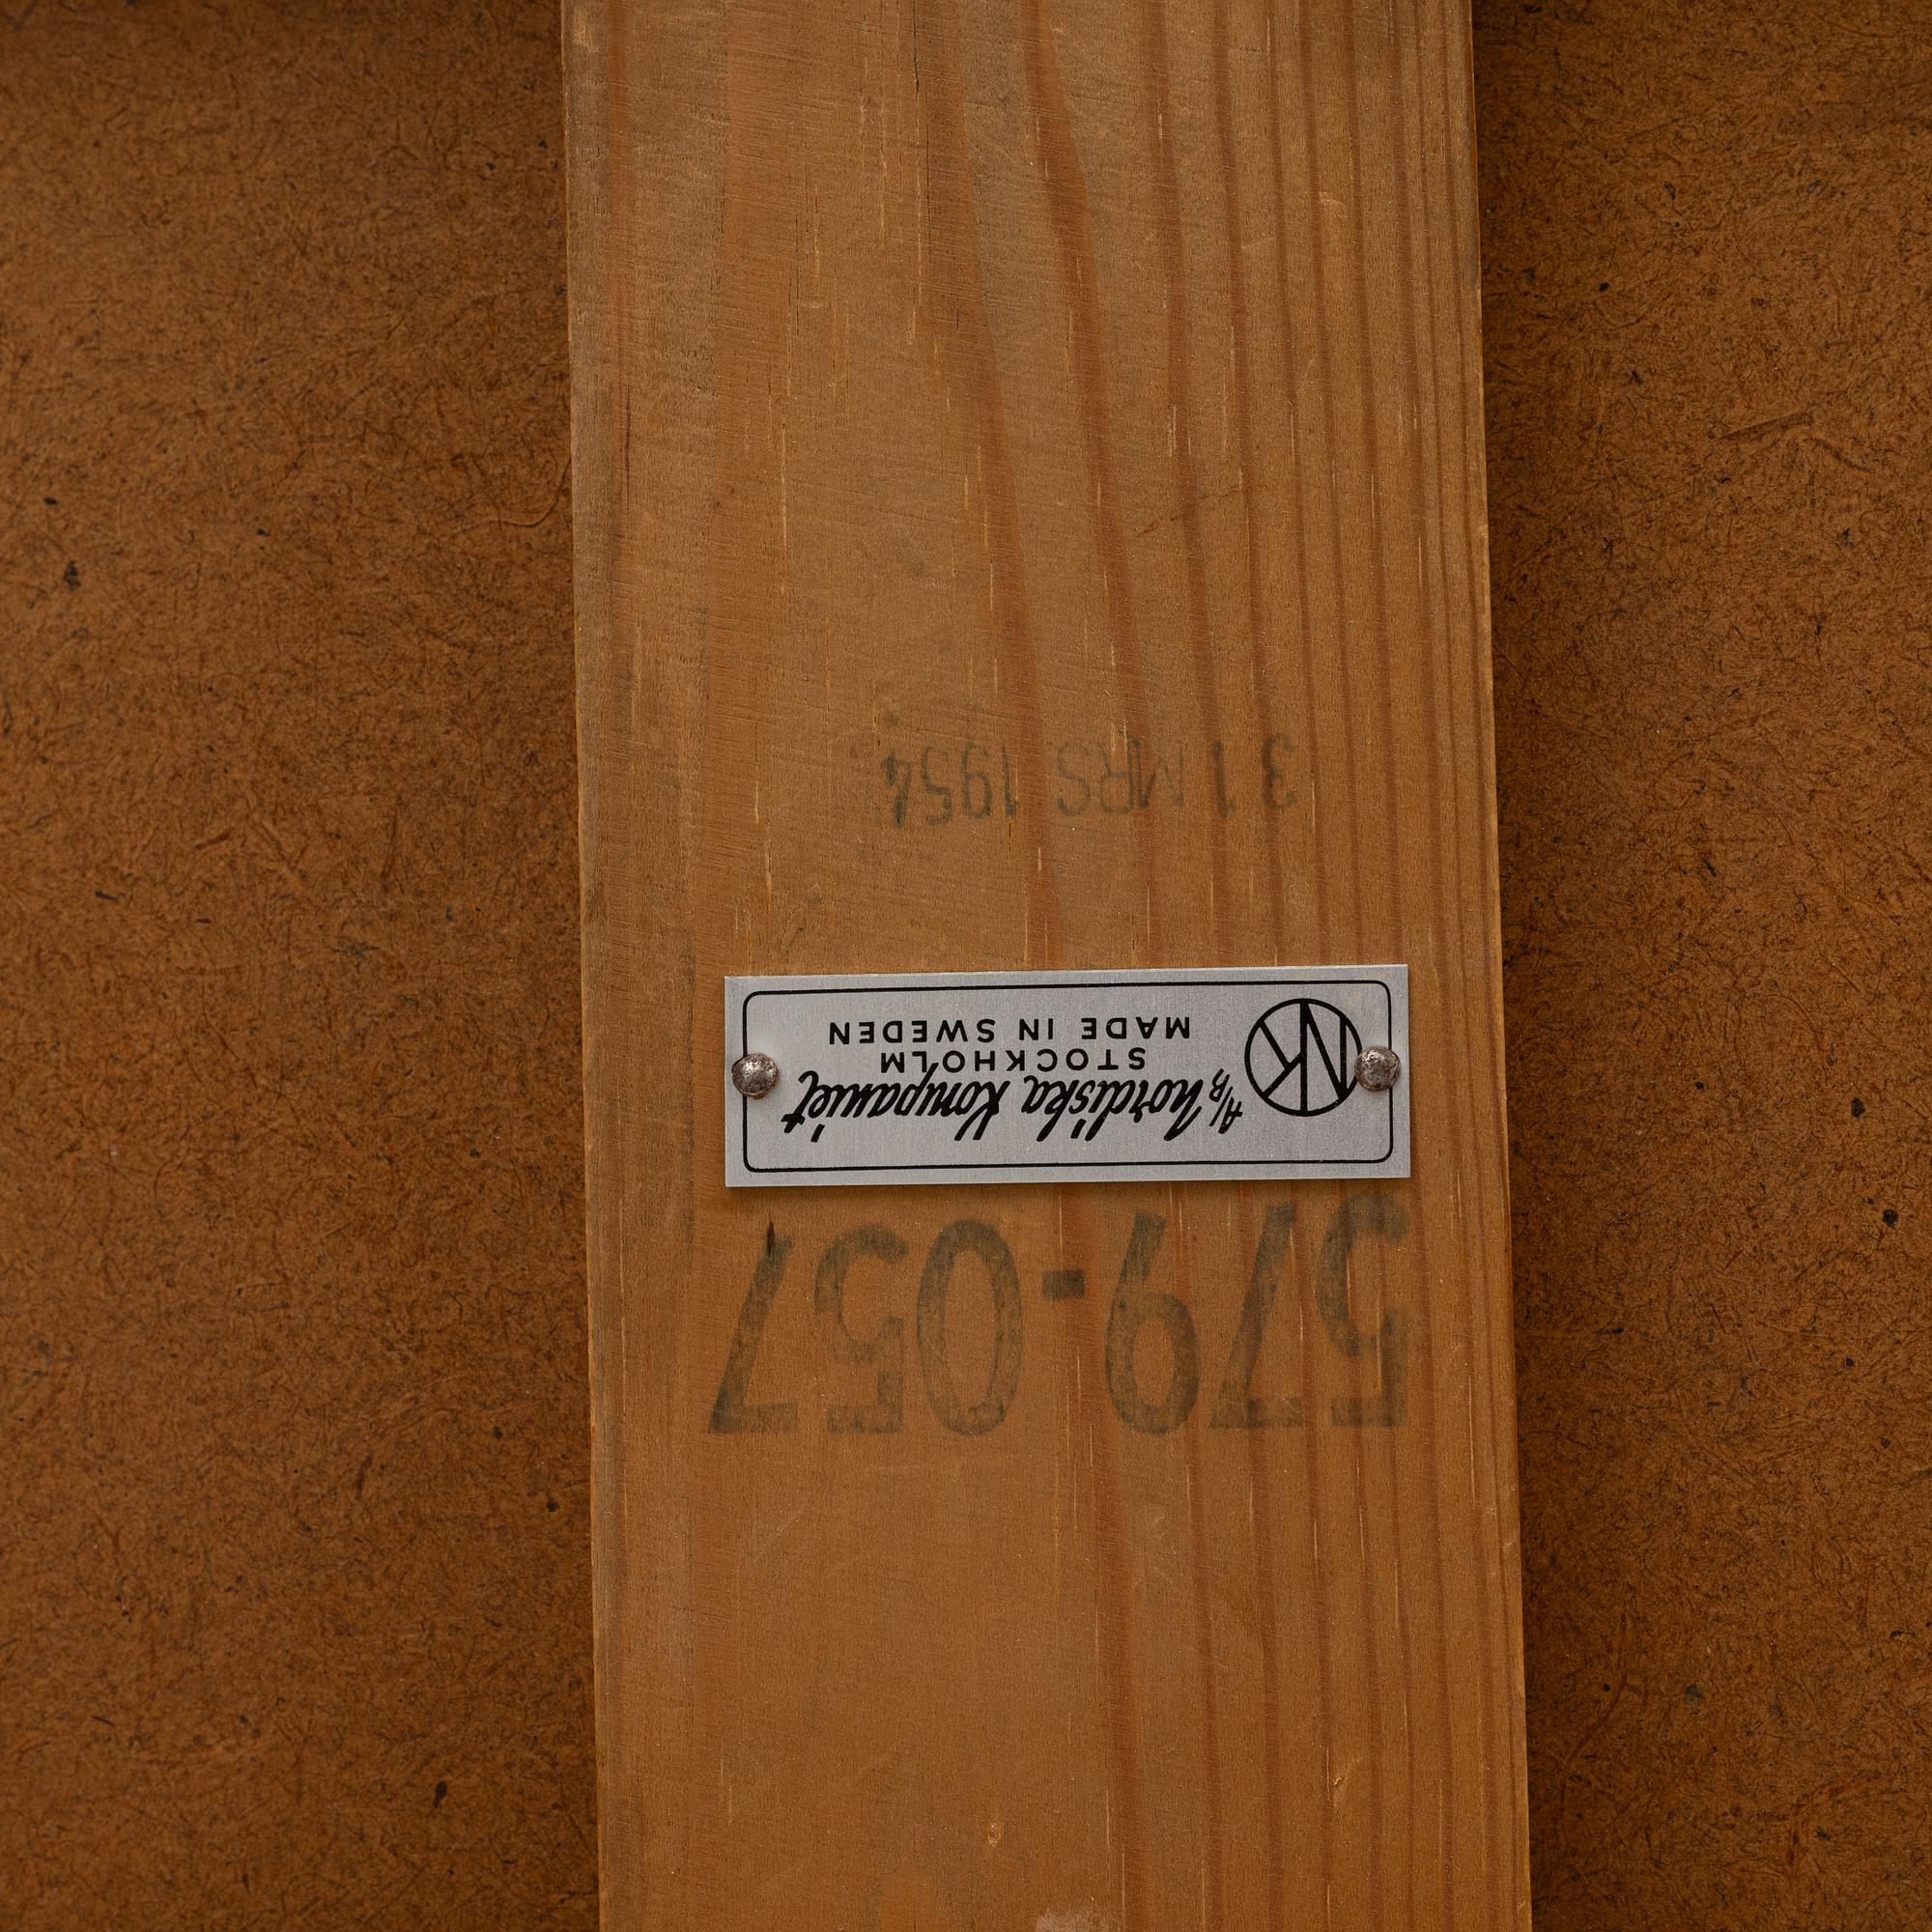 579-057
NK
A/B Nordiska Kompaniet
STOCKHOLM
MADE IN SWEDEN
31 MRS 1954